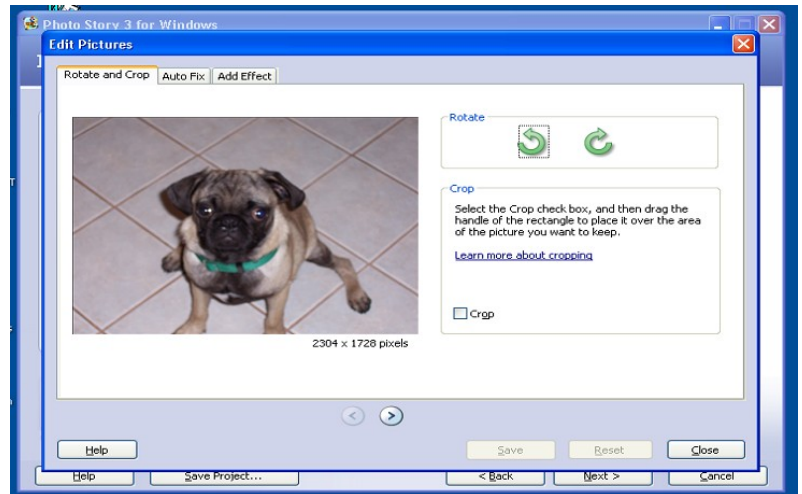 Photo Story 3 for Windows
Edit Pictures
Rotate and Crop Auto Fix Add Effect
Rotate
Crop
Select the Crop check box, and then drag the
handle of the rectangle to place it over the area
of the picture you want to keep.
Learn more about cropping
Crop
2304 x 1728 pixels
Help Save Reset Close
Help Save Project... < Back Next > Cancel